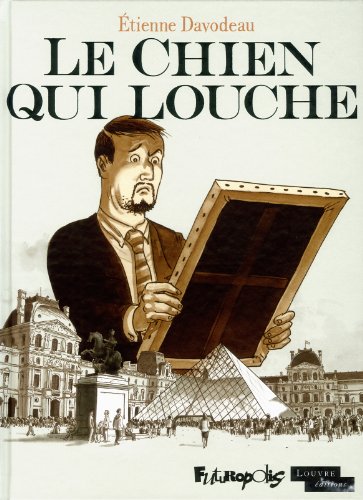 Étienne Davodeau
LE CHIEN
QUI LOUCHE
Futuropolis
LOUVRE
éditions